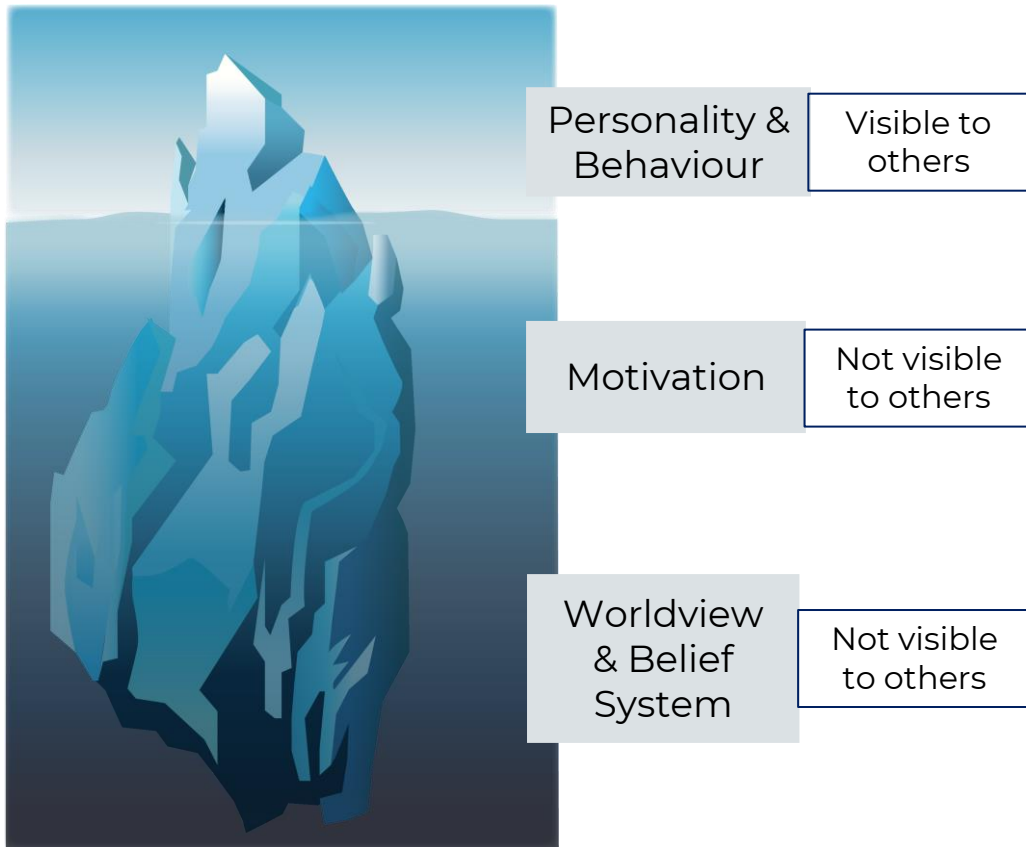 Personality &
Behaviour
Visible to
others
Motivation
Not visible
to others
Worldview
& Belief
System
Not visible
to others